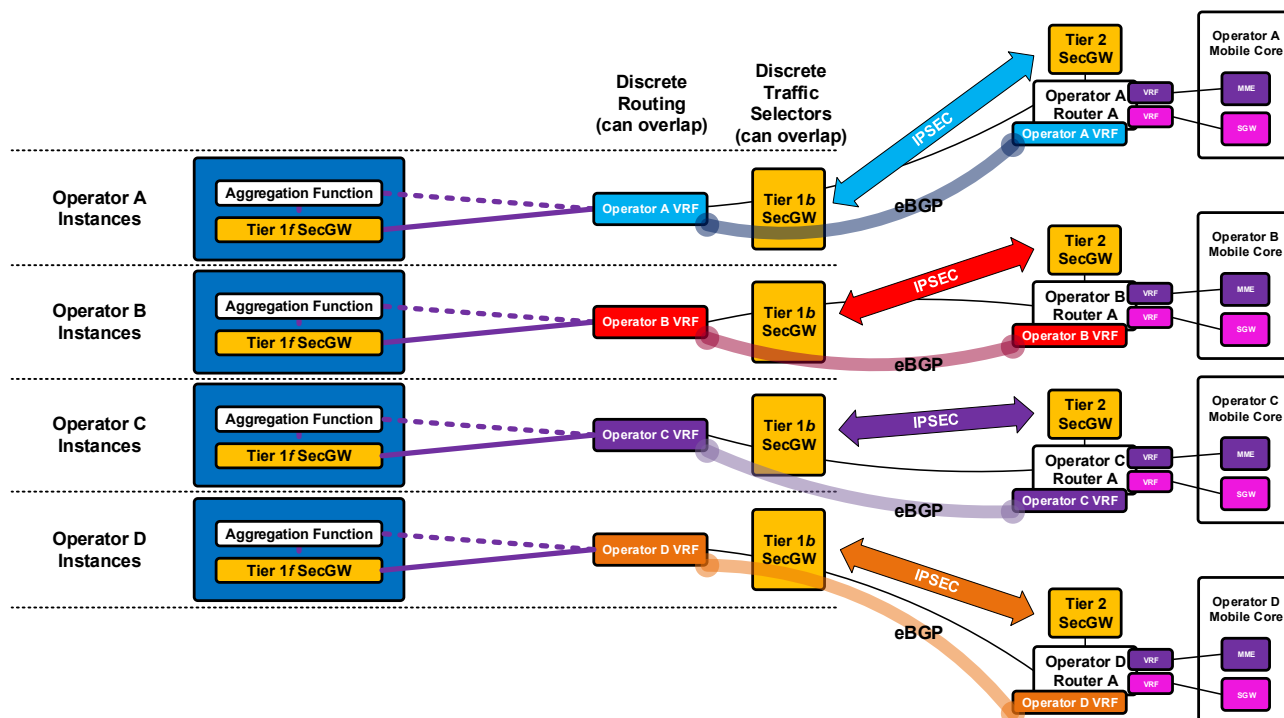 Discrete
Routing
(can overlap)
Discrete
Traffic
Selectors
(can overlap)
Operator A
Instances
Aggregation Function
Tier 1f SecGW
Operator A VRF
Tier 1b
SecGW
IPSEC
eBGP
Tier 2
SecGW
Operator A
Router A
VRF
VRF
Operator A VRF
Operator A
Mobile Core
MME
SGW
Operator B
Instances
Aggregation Function
Tier 1f SecGW
Operator B VRF
Tier 1b
SecGW
IPSEC
eBGP
Tier 2
SecGW
Operator B
Router A
VRF
VRF
Operator B VRF
Operator B
Mobile Core
MME
SGW
Operator C
Instances
Aggregation Function
Tier 1f SecGW
Operator C VRF
Tier 1b
SecGW
IPSEC
eBGP
Tier 2
SecGW
Operator C
Router A
VRF
VRF
Operator C VRF
Operator C
Mobile Core
MME
SGW
Operator D
Instances
Aggregation Function
Tier 1f SecGW
Operator D VRF
Tier 1b
SecGW
IPSEC
eBGP
Tier 2
SecGW
Operator D
Router A
VRF
VRF
Operator D VRF
Operator D
Mobile Core
MME
SGW